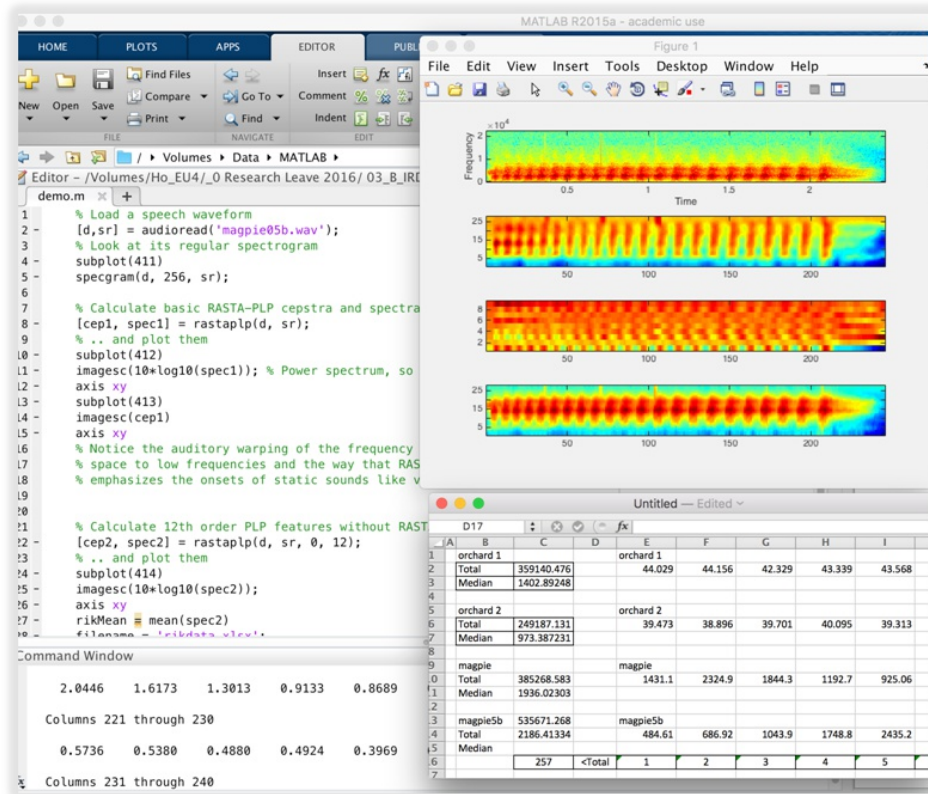 MATLAB R2015a - academic use
HOME PLOTS APPS EDITOR PUBL
Find Files Insert fx
New Open Save Compare Go To Comment %
Print Find Indent
FILE NAVIGATE EDIT
/ Volumes Data MATLAB
Editor - /Volumes/Ho_EU4/_0 Research Leave 2016/ 03_B_IRD
demo.m +
1 % Load a speech waveform
2 - [d,sr] = audioread('magpie05b.wav');
3 % Look at its regular spectrogram
4 - subplot(411)
5 - specgram(d, 256, sr);
6
7 % Calculate basic RASTA-PLP cepstra and spectra
8 - [cep1, spec1] = rastaplp(d, sr);
9 % .. and plot them
10 - subplot(412)
11 - imagesc(10*log10(spec1)); % Power spectrum, so
12 - axis xy
13 - subplot(413)
14 - imagesc(cep1)
15 - axis xy
16 % Notice the auditory warping of the frequency
17 % space to low frequencies and the way that RAS
18 % emphasizes the onsets of static sounds like v
19
20
21 % Calculate 12th order PLP features without RAST
22 - [cep2, spec2] = rastaplp(d, sr, 0, 12);
23 % .. and plot them
24 - subplot(414)
25 - imagesc(10*log10(spec2));
26 - axis xy
27 - rikMean = mean(spec2)
28 - filename = 'rikdata.xlsx';
Command Window
2.0446 1.6173 1.3013 0.9133 0.8689
Columns 221 through 230
0.5736 0.5380 0.4880 0.4924 0.3969
Columns 231 through 240
fx
Figure 1
File Edit View Insert Tools Desktop Window Help
×10⁴
Frequency
2
1
0
0.5 1 1.5 2
Time
25
15
5
50 100 150 200
8
6
4
2
50 100 150 200
25
15
5
50 100 150 200
Untitled — Edited
D17 fx
A B C D E F G H I
1 orchard 1 orchard 1
2 Total 359140.476 44.029 44.156 42.329 43.339 43.568
3 Median 1402.89248
4
5 orchard 2 orchard 2
6 Total 249187.131 39.473 38.896 39.701 40.095 39.313
7 Median 973.387231
8
9 magpie magpie
0 Total 385268.583 1431.1 2324.9 1844.3 1192.7 925.06
1 Median 1936.02303
2
3 magpie5b 535671.268 magpie5b
4 Total 2186.41334 484.61 686.92 1043.9 1748.8 2435.2
5 Median
6 257 <Total 1 2 3 4 5
7